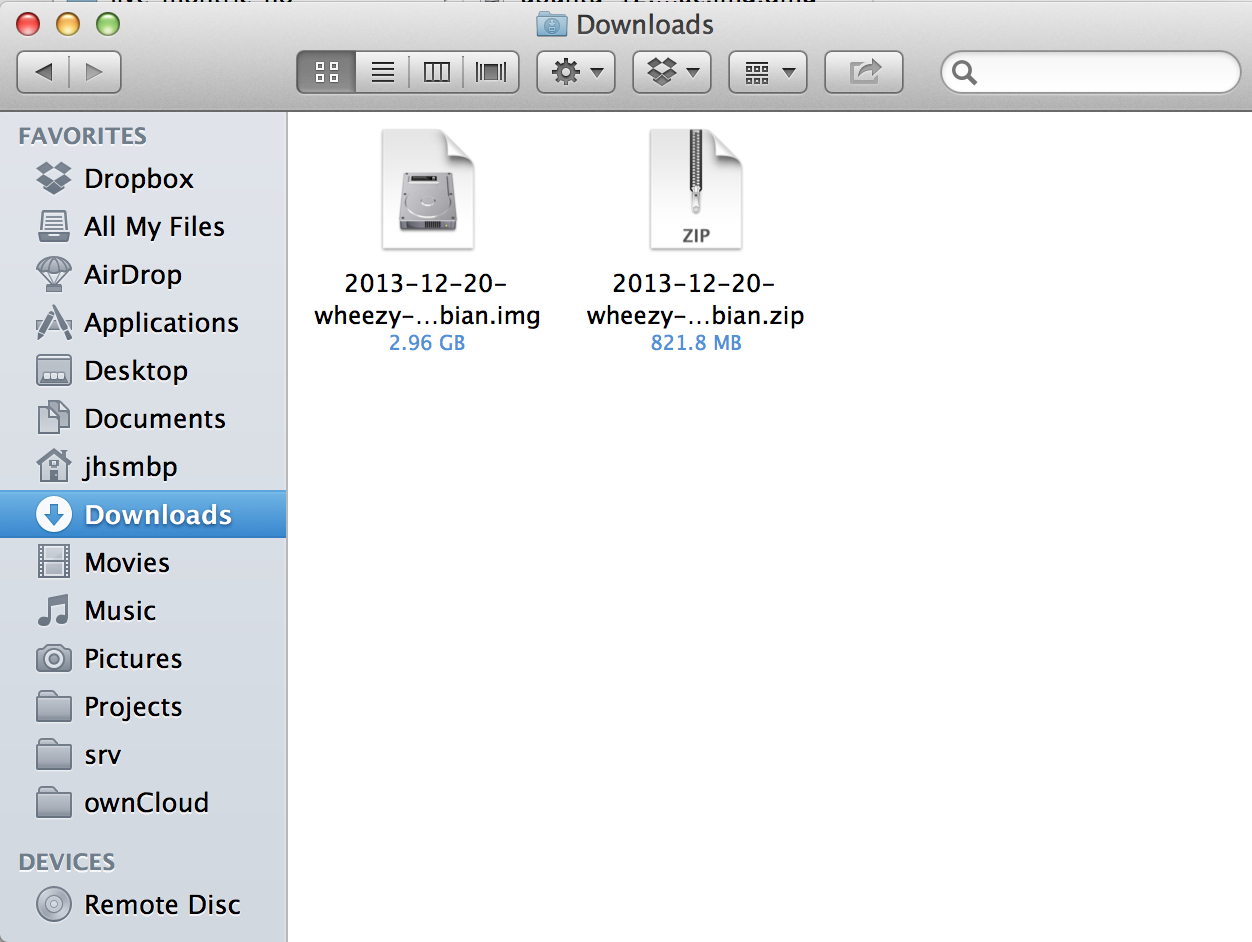 Downloads
FAVORITES
Dropbox
All My Files
AirDrop
Applications
Desktop
Documents
jhsmbp
Downloads
Movies
Music
Pictures
Projects
srv
ownCloud
DEVICES
Remote Disc
2013-12-20-
wheezy-...bian.img
2.96 GB
ZIP
2013-12-20-
wheezy-...bian.zip
821.8 MB